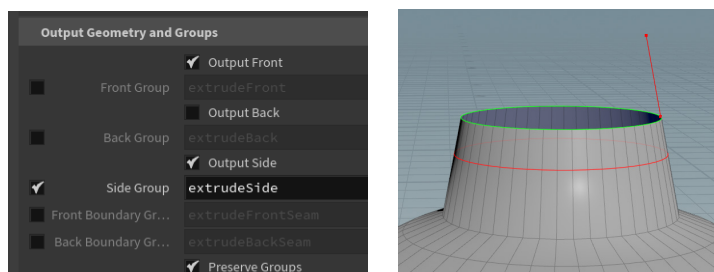 Output Geometry and Groups
Output Front
Front Group extrudeFront
Output Back
Back Group extrudeBack
Output Side
Side Group extrudeSide
Front Boundary Gr... extrudeFrontSeam
Back Boundary Gr... extrudeBackSeam
Preserve Groups